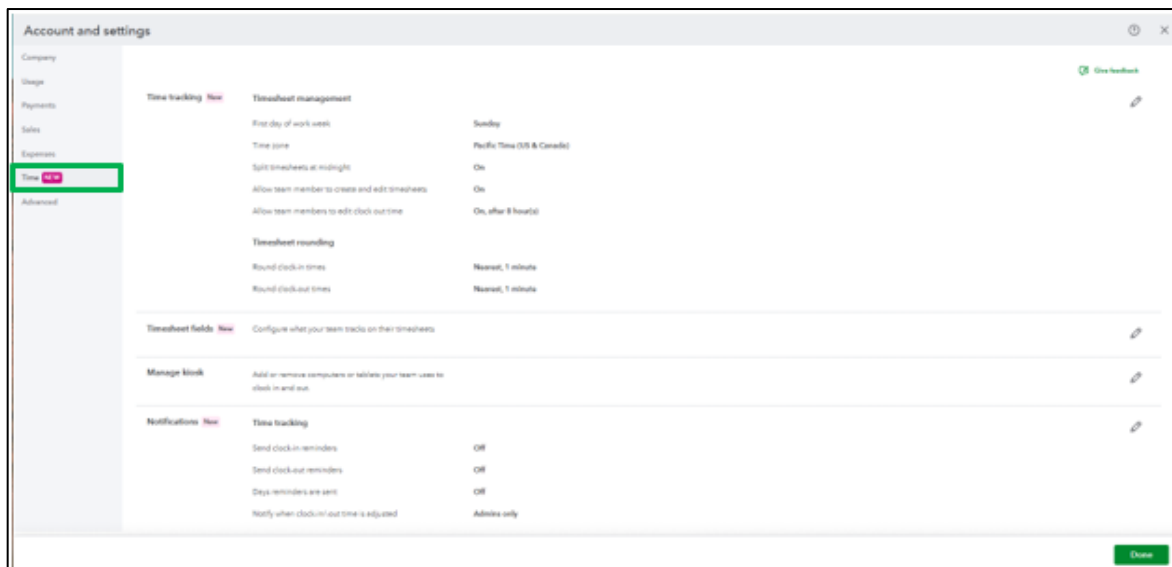 Account and settings
Company
Usage
Payments
Sales
Expenses
Time NEW
Advanced
Give feedback
Time tracking New
Timesheet management
First day of work week Sunday
Time zone Pacific Time (US & Canada)
Split timesheets at midnight On
Allow team member to create and edit timesheets On
Allow team members to edit clock out time On, after 8 hour(s)
Timesheet rounding
Round clock-in times Nearest, 1 minute
Round clock-out times Nearest, 1 minute
Timesheet fields New Configure what your team tracks on their timesheets
Manage kiosk Add or remove computers or tablets your team uses to
clock in and out.
Notifications New Time tracking
Send clock-in reminders Off
Send clock-out reminders Off
Days reminders are sent Off
Notify when clock-in/-out time is adjusted Admins only
Done